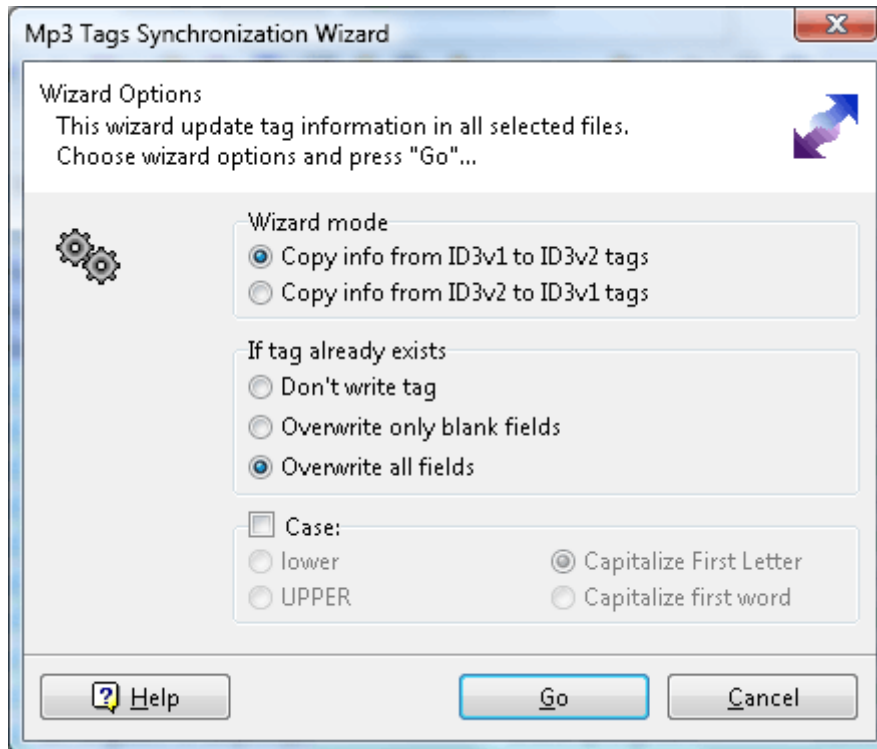 Mp3 Tags Synchronization Wizard
Wizard Options
This wizard update tag information in all selected files.
Choose wizard options and press "Go"...
Wizard mode
Copy info from ID3v1 to ID3v2 tags
Copy info from ID3v2 to ID3v1 tags
If tag already exists
Don't write tag
Overwrite only blank fields
Overwrite all fields
Case:
lower
Capitalize First Letter
UPPER
Capitalize first word
Help
Go
Cancel